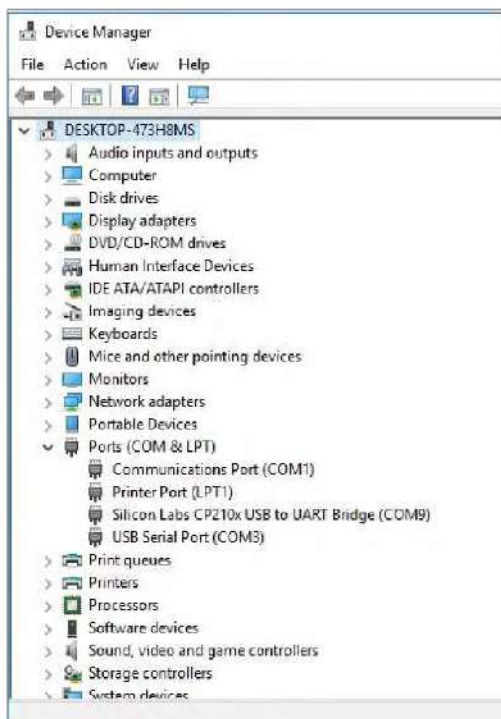 Device Manager
File Action View Help
DESKTOP-473H8MS
Audio inputs and outputs
Computer
Disk drives
Display adapters
DVD/CD-ROM drives
Human Interface Devices
IDE ATA/ATAPI controllers
Imaging devices
Keyboards
Mice and other pointing devices
Monitors
Network adapters
Portable Devices
Ports (COM & LPT)
Communications Port (COM1)
Printer Port (LPT1)
Silicon Labs CP210x USB to UART Bridge (COM9)
USB Serial Port (COM3)
Print queues
Printers
Processors
Software devices
Sound, video and game controllers
Storage controllers
System devices